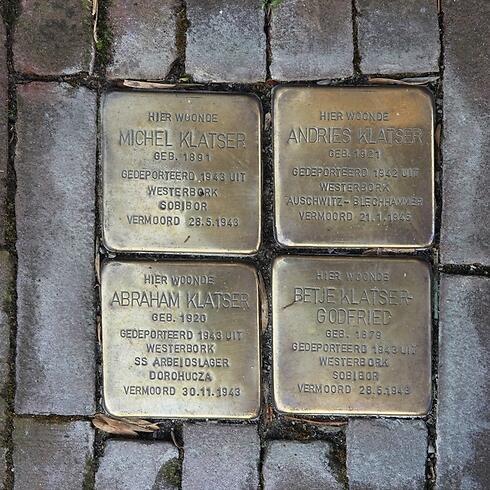 HIER WOONDE
MICHEL KLATSER
GEB. 1891
GEDEPORTEERD 1943 UIT
WESTERBORK
SOBIBOR
VERMOORD 28.5.1943
HIER WOONDE
ANDRIES KLATSER
GEB. 1921
GEDEPORTEERD 1942 UIT
WESTERBORK
AUSCHWITZ-BLECHHAMMER
VERMOORD 21.1.1945
HIER WOONDE
ABRAHAM KLATSER
GEB. 1920
GEDEPORTEERD 1943 UIT
WESTERBORK
SS ARBEIDSLAGER
DOROHUCZA
VERMOORD 30.11.1943
HIER WOONDE
BETJE KLATSER-
GODFRIED
GEB. 1878
GEDEPORTEERD 1943 UIT
WESTERBORK
SOBIBOR
VERMOORD 28.5.1943